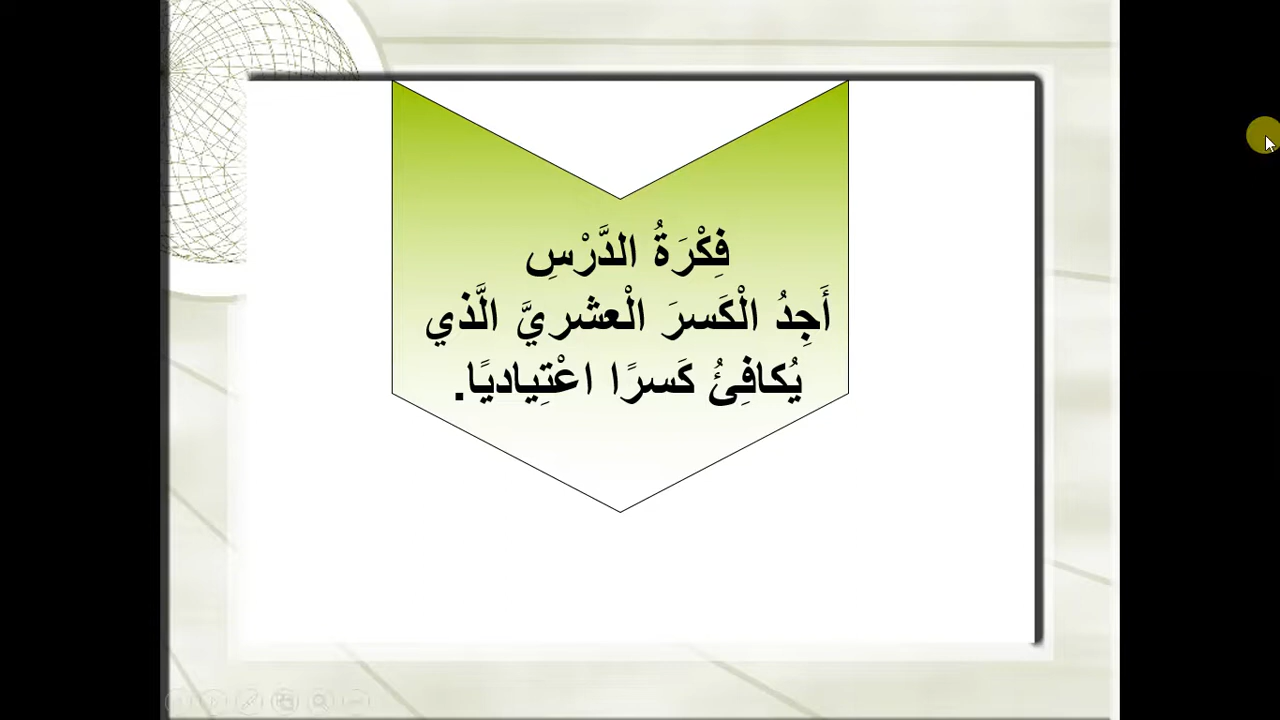 فِكْرَةُ الدَّرْسِ
أَجِدُ الْكَسرَ الْعشريَّ الَّذي
يُكافِئُ كَسرًا اعْتِياديًا.